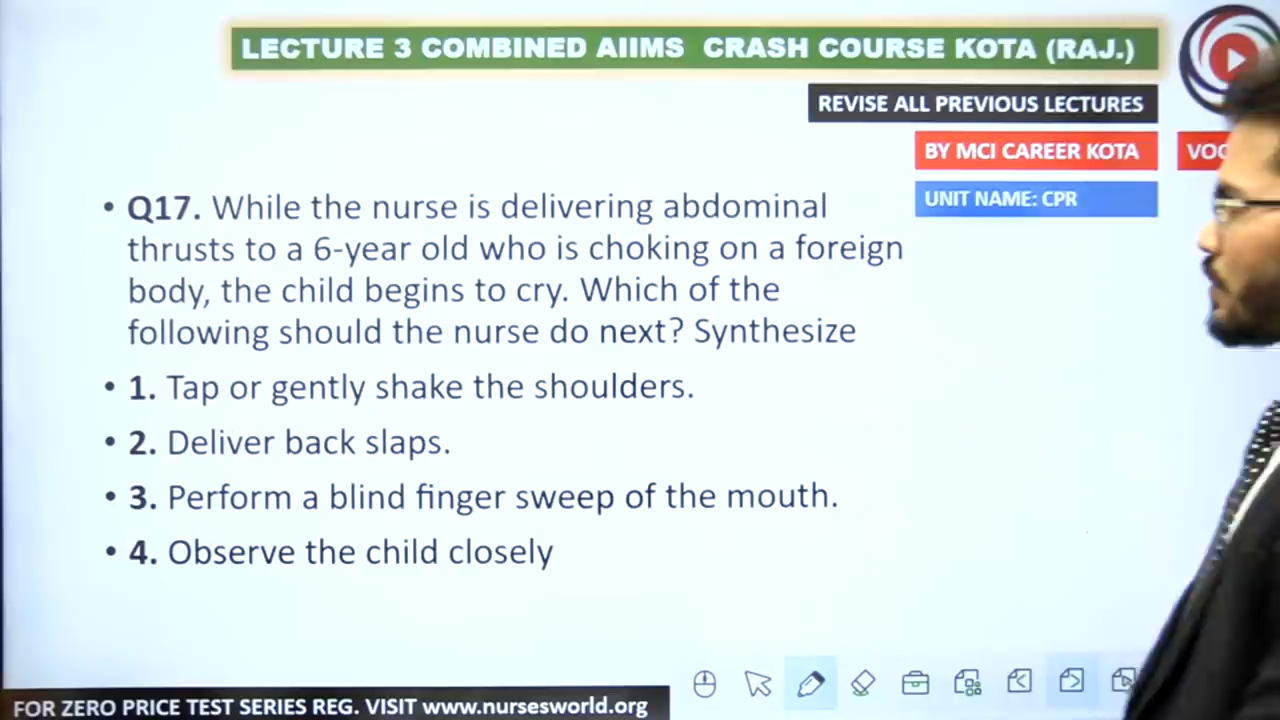 LECTURE 3 COMBINED AIIMS CRASH COURSE KOTA (RAJ.)
REVISE ALL PREVIOUS LECTURES
BY MCI CAREER KOTA
UNIT NAME: CPR
• Q17. While the nurse is delivering abdominal
thrusts to a 6-year old who is choking on a foreign
body, the child begins to cry. Which of the
following should the nurse do next? Synthesize
• 1. Tap or gently shake the shoulders.
• 2. Deliver back slaps.
• 3. Perform a blind finger sweep of the mouth.
• 4. Observe the child closely
FOR ZERO PRICE TEST SERIES REG. VISIT www.nursesworld.org